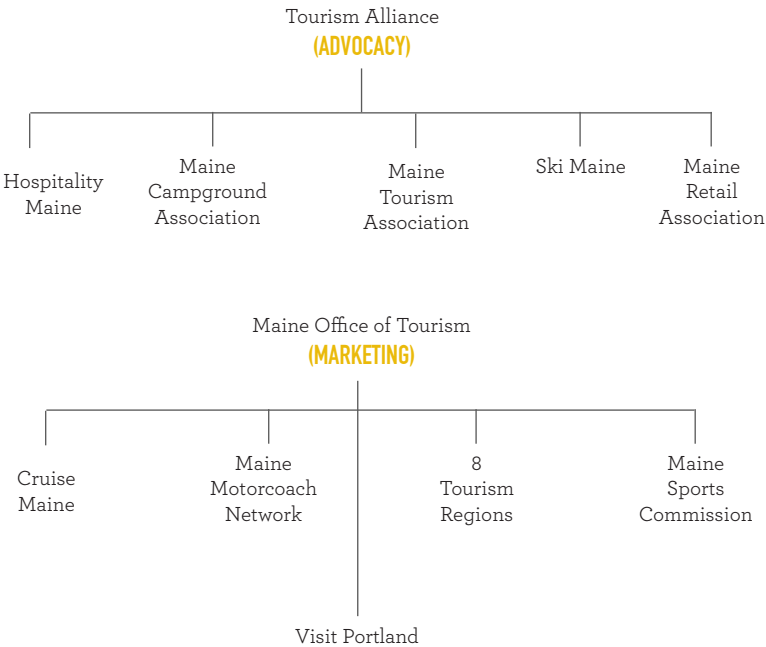 Tourism Alliance
(ADVOCACY)
Hospitality
Maine
Maine
Campground
Association
Maine
Tourism
Association
Ski Maine
Maine
Retail
Association
Maine Office of Tourism
(MARKETING)
Cruise
Maine
Maine
Motorcoach
Network
8
Tourism
Regions
Maine
Sports
Commission
Visit Portland